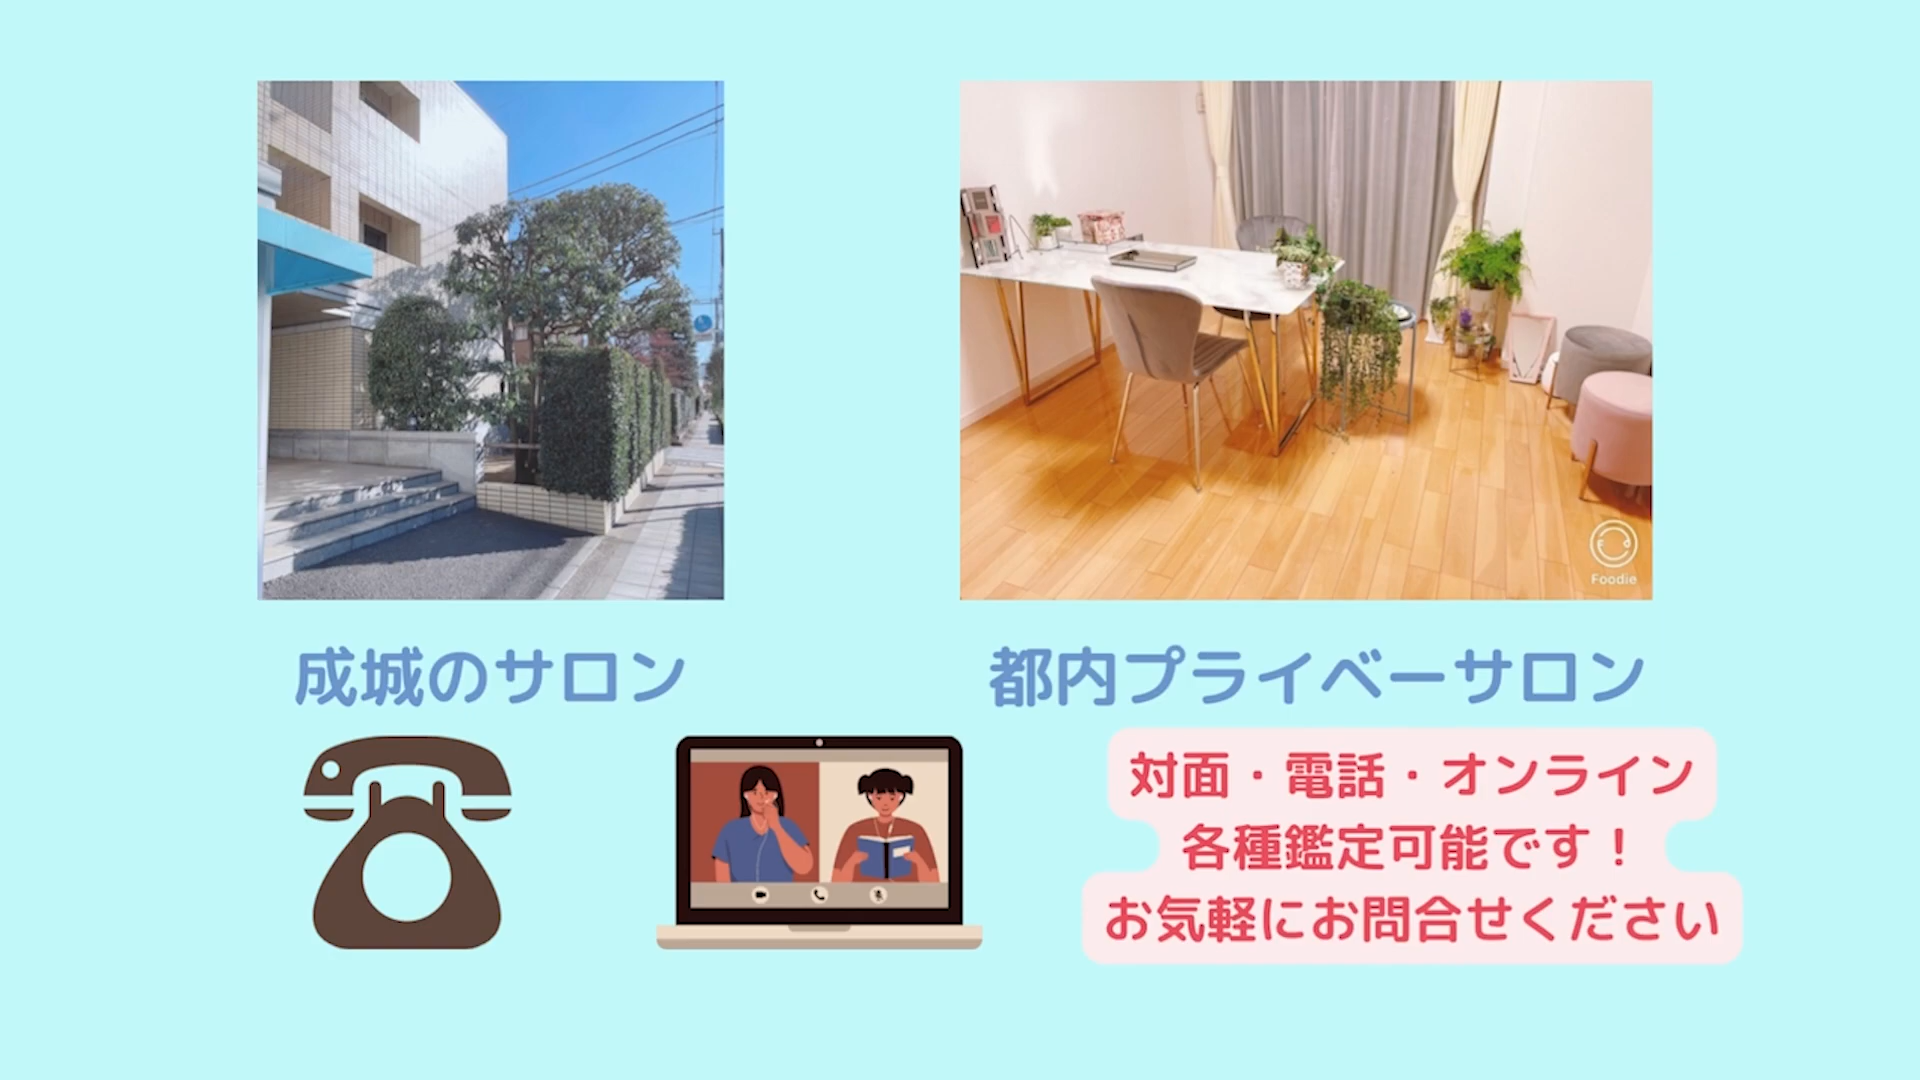 Foodie
成城のサロン
都内プライベーサロン
対面・電話・オンライン
各種鑑定可能です！
お気軽にお問合せください